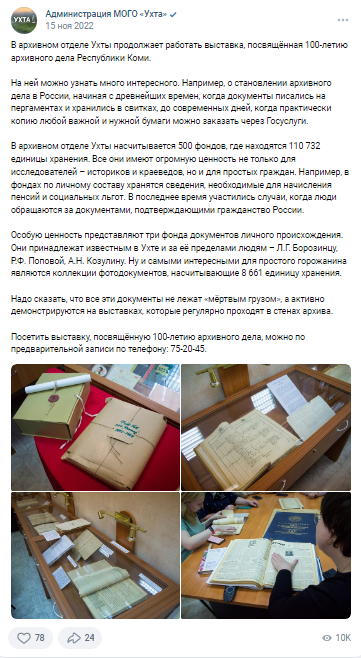 УХТА
Администрация МОГО «Ухта»
15 ноя 2022
В архивном отделе Ухты продолжает работать выставка, посвящённая 100-летию
архивного дела Республики Коми.
На ней можно узнать много интересного. Например, о становлении архивного
дела в России, начиная с древнейших времен, когда документы писались на
пергаментах и хранились в свитках, до современных дней, когда практически
копию любой важной и нужной бумаги можно заказать через Госуслуги.
В архивном отделе Ухты насчитывается 500 фондов, где находятся 110 732
единицы хранения. Все они имеют огромную ценность не только для
исследователей – историков и краеведов, но и для простых граждан. Например, в
фондах по личному составу хранятся сведения, необходимые для начисления
пенсий и социальных льгот. В последнее время участились случаи, когда люди
обращаются за документами, подтверждающими гражданство России.
Особую ценность представляют три фонда документов личного происхождения.
Они принадлежат известным в Ухте и за её пределами людям – Л.Г. Борозинцу,
Р.Ф. Поповой, А.Н. Козулину. Ну и самыми интересными для простого горожанина
являются коллекции фотодокументов, насчитывающие 8 661 единицу хранения.
Надо сказать, что все эти документы не лежат «мёртвым грузом», а активно
демонстрируются на выставках, которые регулярно проходят в стенах архива.
Посетить выставку, посвящённую 100-летию архивного дела, можно по
предварительной записи по телефону: 75-20-45.
78
24
10K